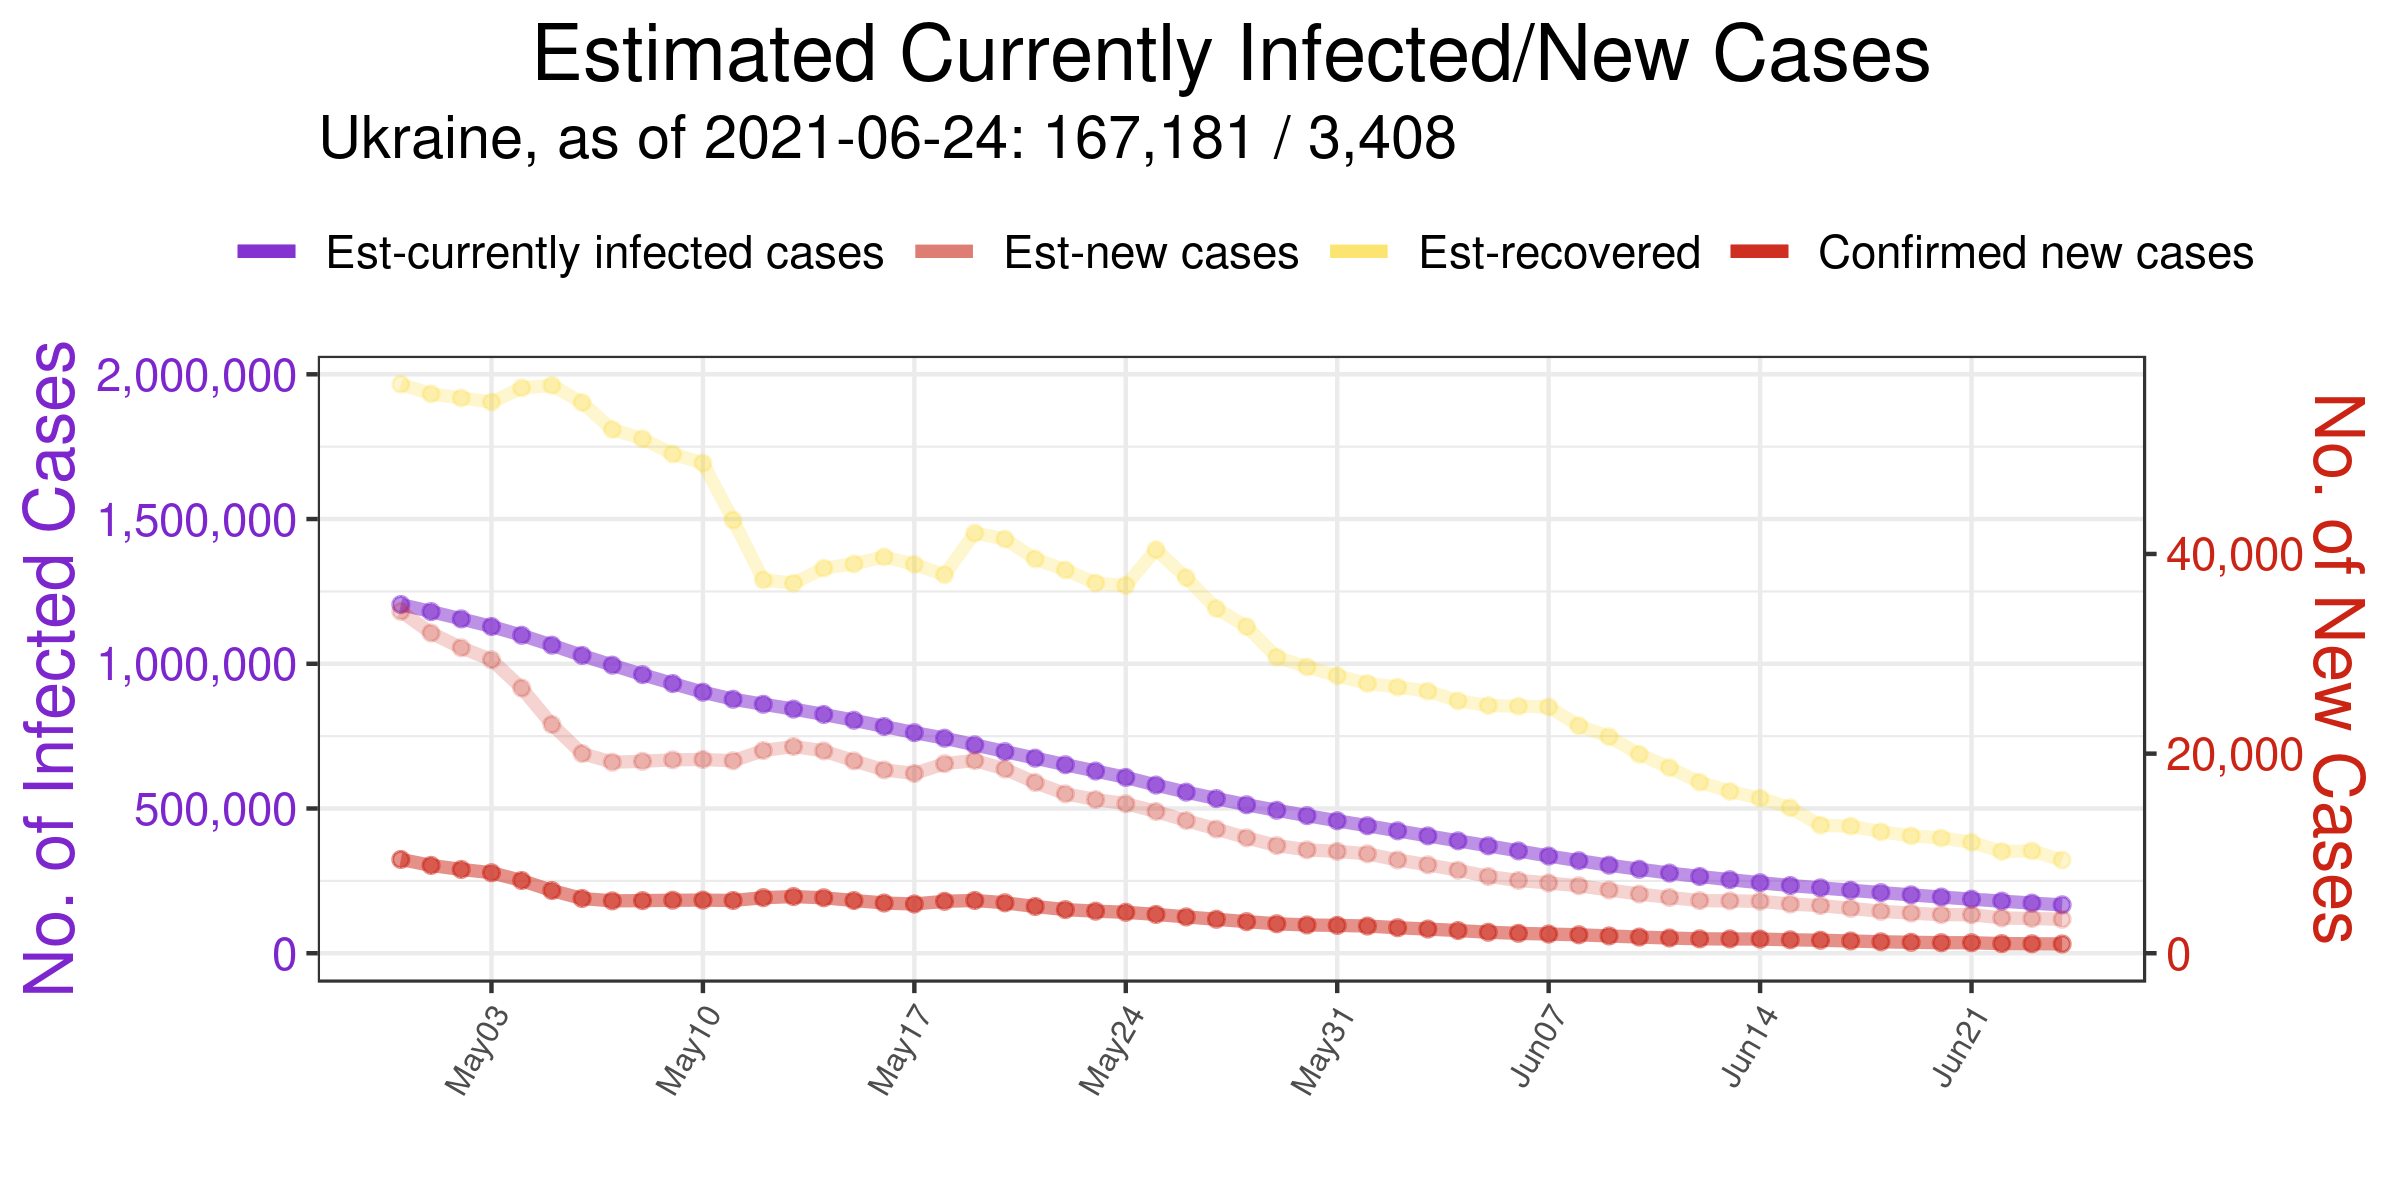 Estimated Currently Infected/New Cases
Ukraine, as of 2021-06-24: 167,181 / 3,408
Est-currently infected cases Est-new cases Est-recovered Confirmed new cases
No. of Infected Cases
2,000,000
1,500,000
1,000,000
500,000
0
40,000
20,000
0
No. of New Cases
May03 May10 May17 May24 May31 Jun07 Jun14 Jun21